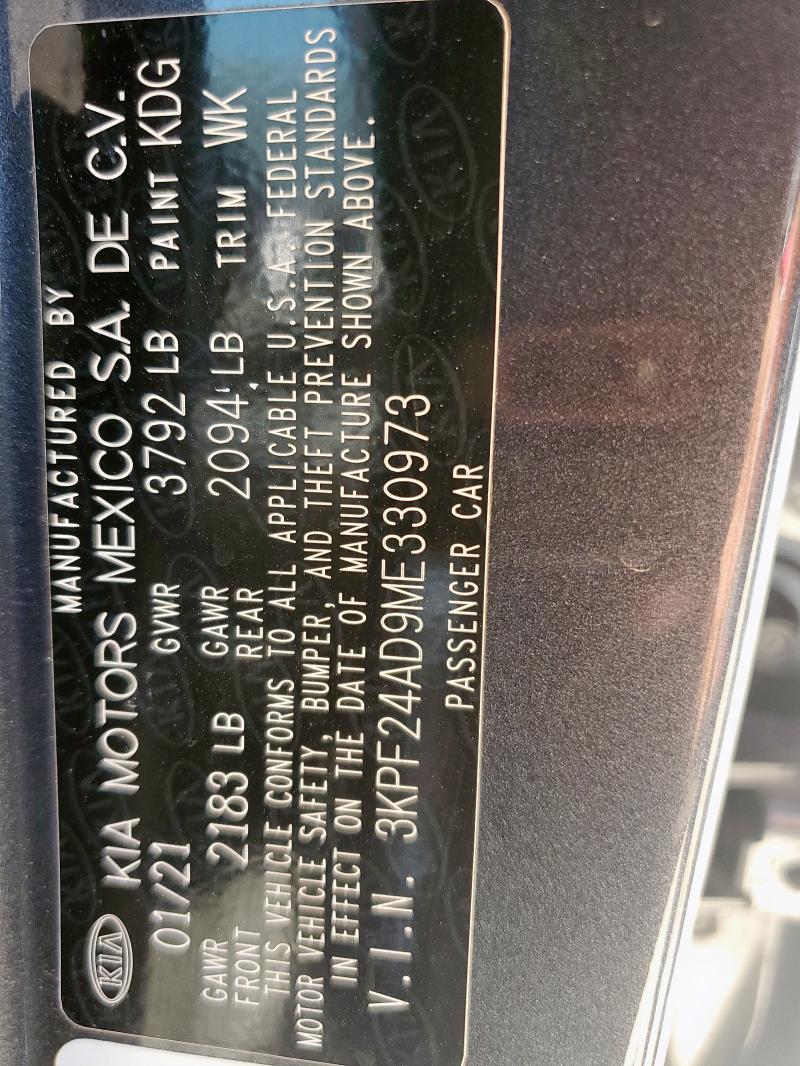 MANUFACTURED BY
KIA KIA MOTORS MEXICO S.A. DE C.V.
01/21 GVWR 3792 LB PAINT KDG
GAWR FRONT 2183 LB GAWR REAR 2094 LB TRIM WK
THIS VEHICLE CONFORMS TO ALL APPLICABLE U.S.A. FEDERAL
MOTOR VEHICLE SAFETY, BUMPER, AND THEFT PREVENTION STANDARDS
IN EFFECT ON THE DATE OF MANUFACTURE SHOWN ABOVE.
V.I.N. 3KPF24AD9ME330973
PASSENGER CAR